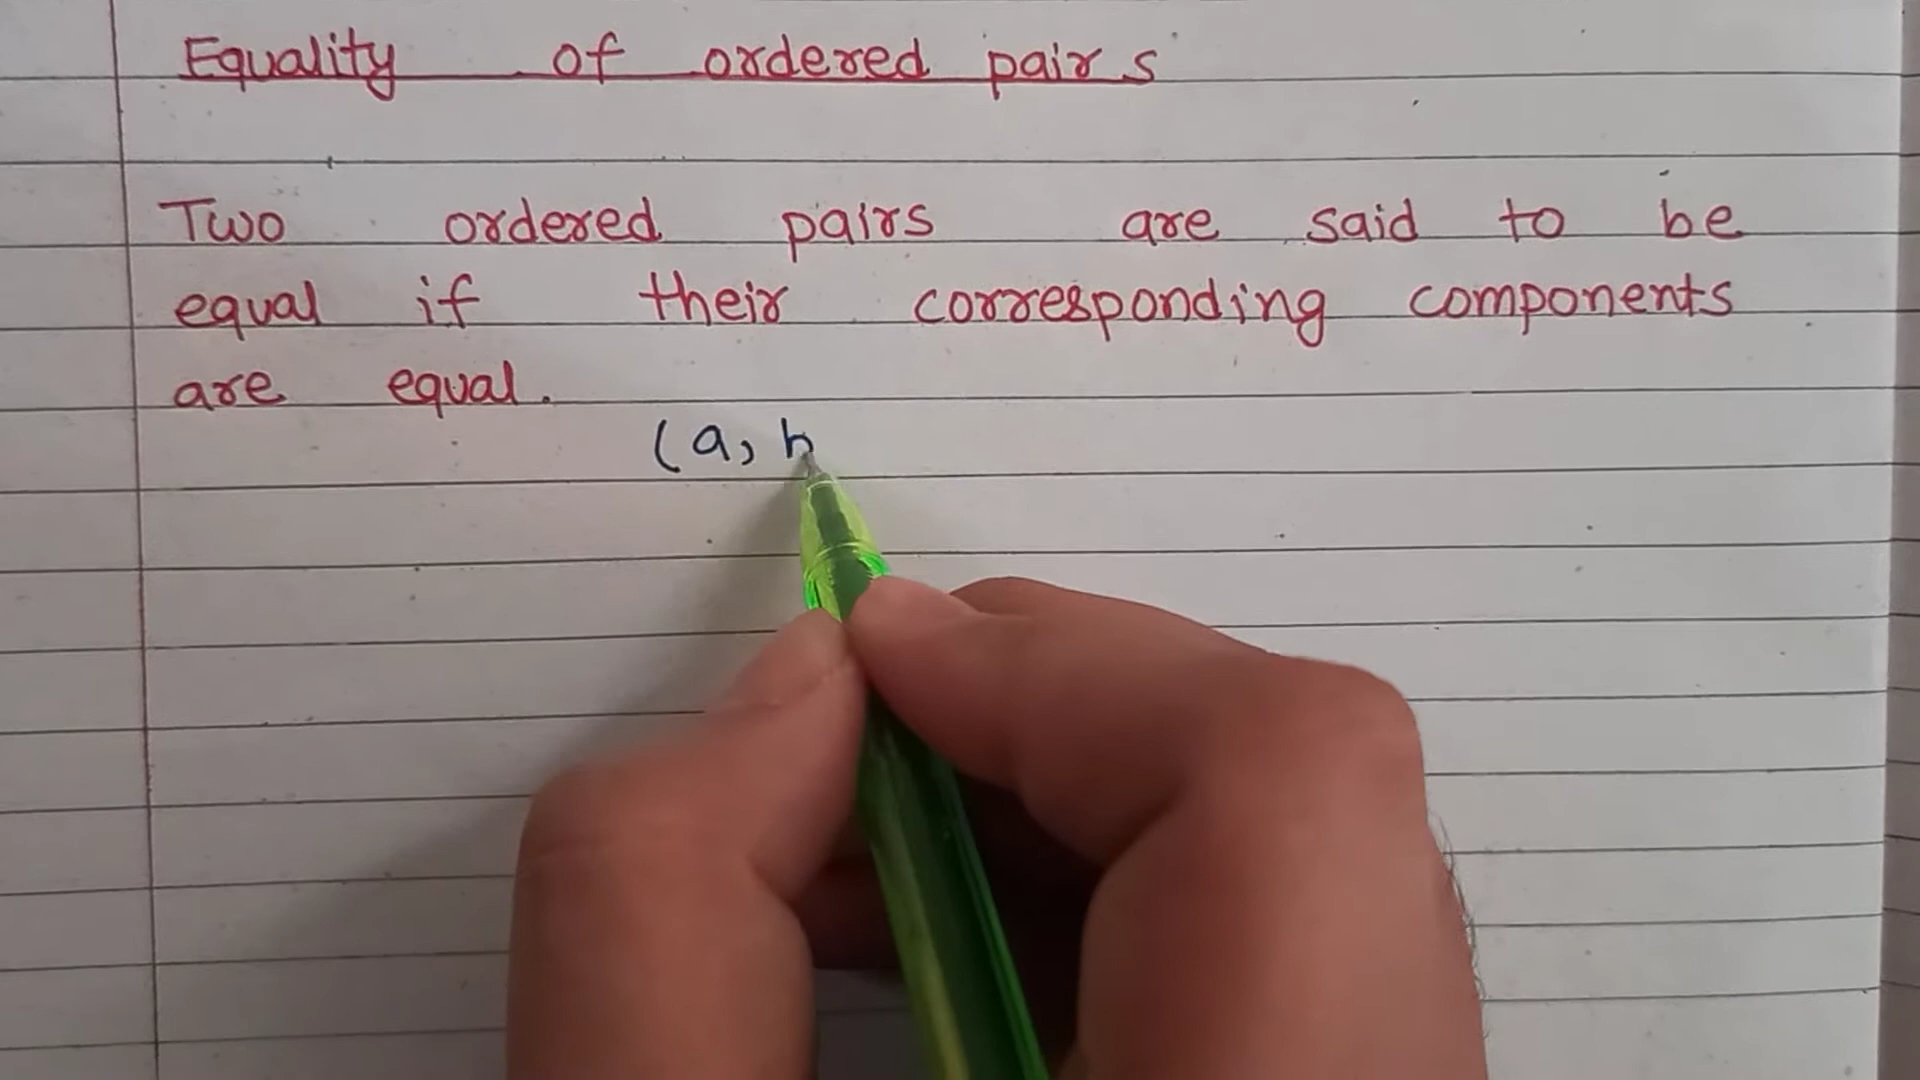 Equality of ordered pairs
Two ordered pairs are said to be
equal if their corresponding components
are equal.
(a, b